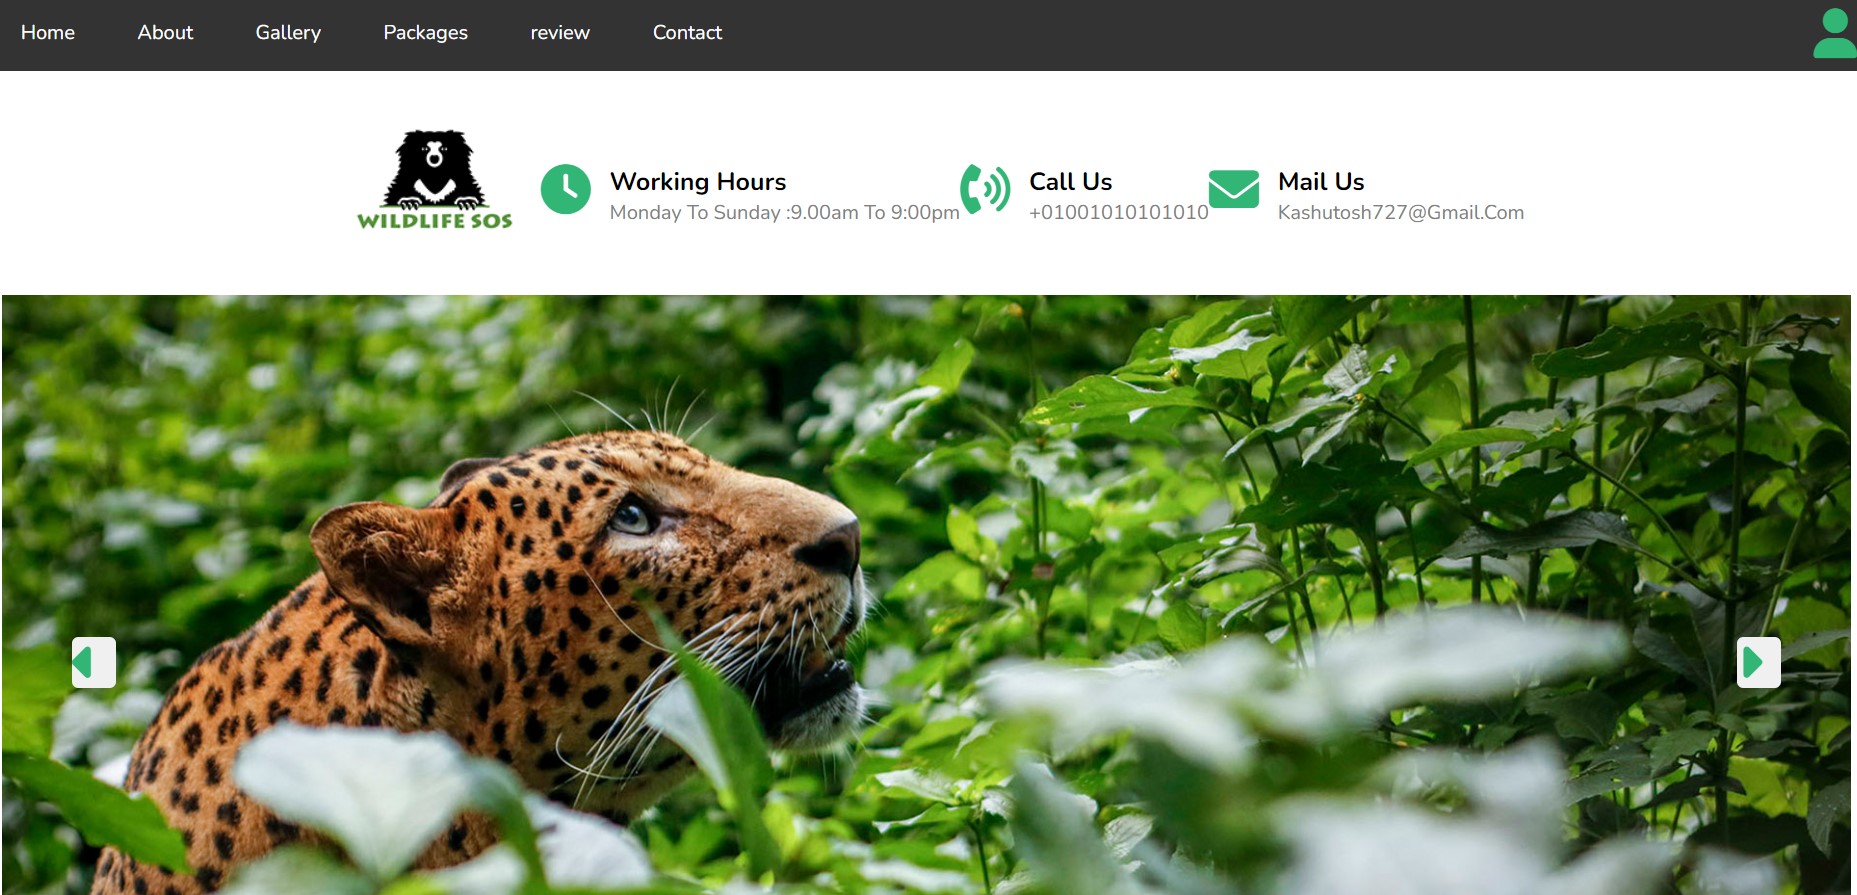 Home About Gallery Packages review Contact
WILDLIFE SOS
Working Hours
Monday To Sunday :9.00am To 9:00pm
Call Us
+01001010101010
Mail Us
Kashutosh727@Gmail.Com